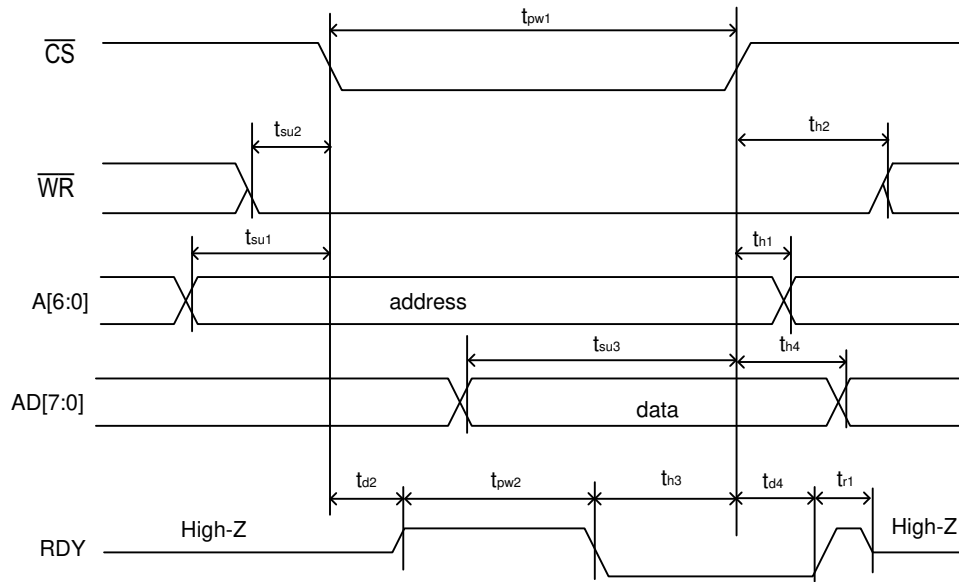 tpw1
CS
tsu2
th2
WR
tsu1
th1
A[6:0]
address
tsu3
th4
AD[7:0]
data
td2
tpw2
th3
td4
tr1
High-Z
High-Z
RDY